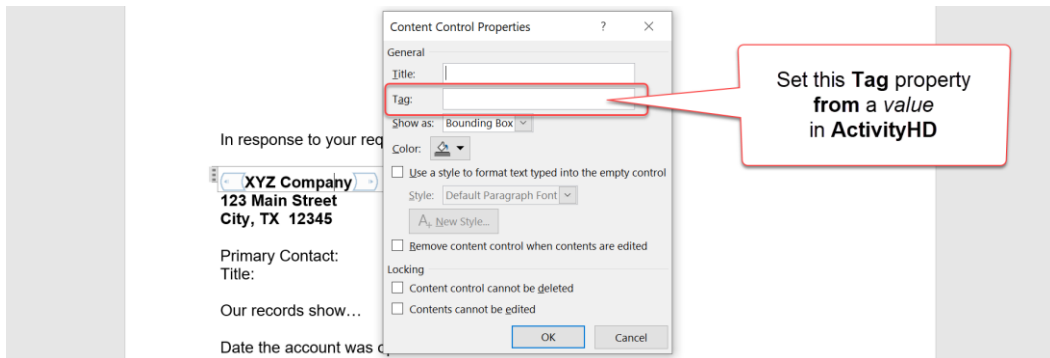 Content Control Properties ? ×
General
Title:
Tag:
Show as: Bounding Box
Color:
Use a style to format text typed into the empty control
Style: Default Paragraph Font
A+ New Style...
Remove content control when contents are edited
Locking
Content control cannot be deleted
Contents cannot be edited
OK Cancel
Set this Tag property
from a value
in ActivityHD
In response to your req
XYZ Company
123 Main Street
City, TX 12345
Primary Contact:
Title:
Our records show…
Date the account was